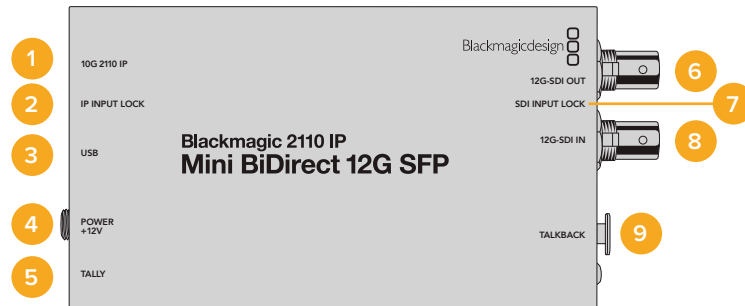 1
10G 2110 IP
2
IP INPUT LOCK
3
USB
4
POWER
+12V
5
TALLY
Blackmagicdesign
Blackmagic 2110 IP
Mini BiDirect 12G SFP
12G-SDI OUT
6
SDI INPUT LOCK
7
12G-SDI IN
8
TALKBACK
9